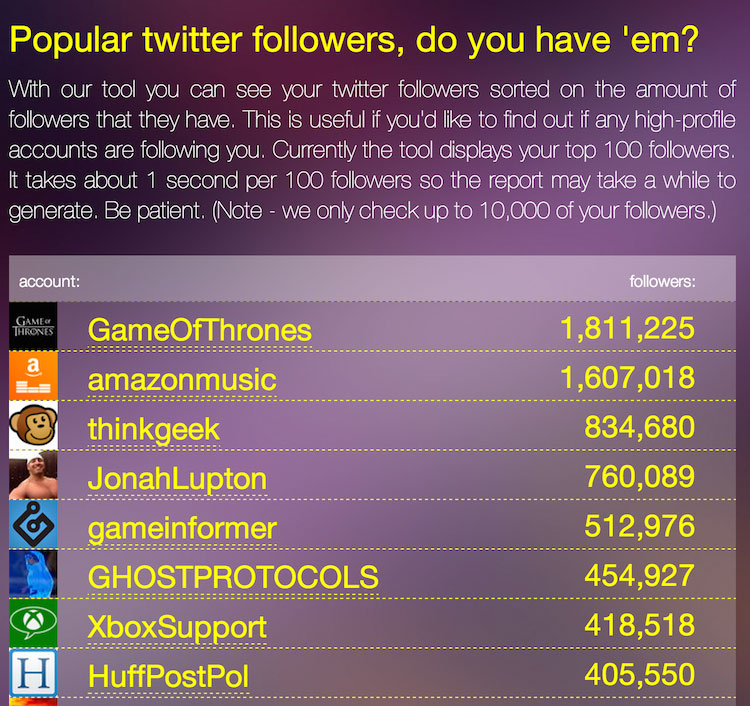 Popular twitter followers, do you have 'em?
With our tool you can see your twitter followers sorted on the amount of
followers that they have. This is useful if you'd like to find out if any high-profile
accounts are following you. Currently the tool displays your top 100 followers.
It takes about 1 second per 100 followers so the report may take a while to
generate. Be patient. (Note - we only check up to 10,000 of your followers.)
account: followers:
GAME OF
THRONES
GameOfThrones 1,811,225
a
amazonmusic 1,607,018
thinkgeek 834,680
JonahLupton 760,089
gameinformer 512,976
GHOSTPROTOCOLS 454,927
XboxSupport 418,518
H
HuffPostPol 405,550